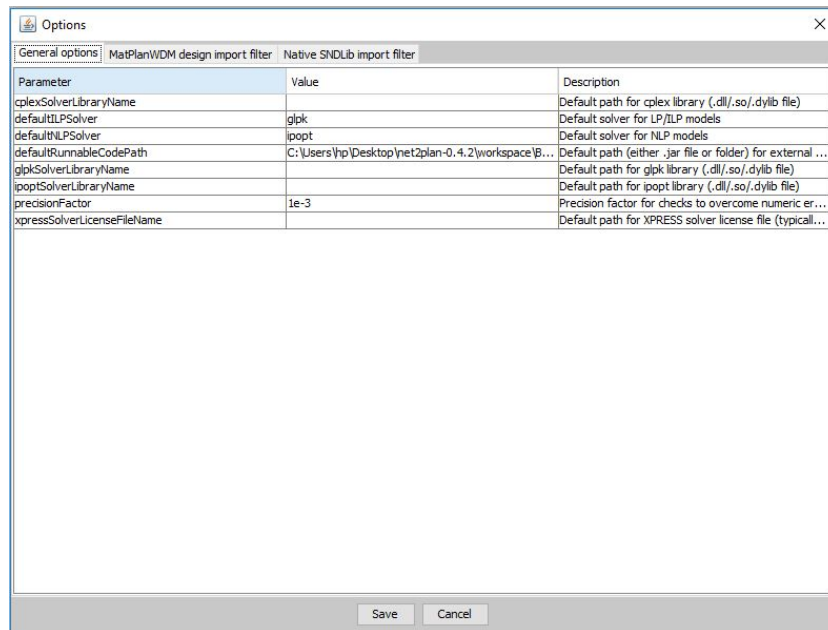 Options
General options MatPlanWDM design import filter Native SNDLib import filter
Parameter Value Description
cplexSolverLibraryName Default path for cplex library (.dll/.so/.dylib file)
defaultILPSolver glpk Default solver for LP/ILP models
defaultNLPSolver ipopt Default solver for NLP models
defaultRunnableCodePath C:\Users\hp\Desktop\net2plan-0.4.2\workspace\B... Default path (either .jar file or folder) for external ...
glpkSolverLibraryName Default path for glpk library (.dll/.so/.dylib file)
ipoptSolverLibraryName Default path for ipopt library (.dll/.so/.dylib file)
precisionFactor 1e-3 Precision factor for checks to overcome numeric er...
xpressSolverLicenseFileName Default path for XPRESS solver license file (typicall...
Save Cancel